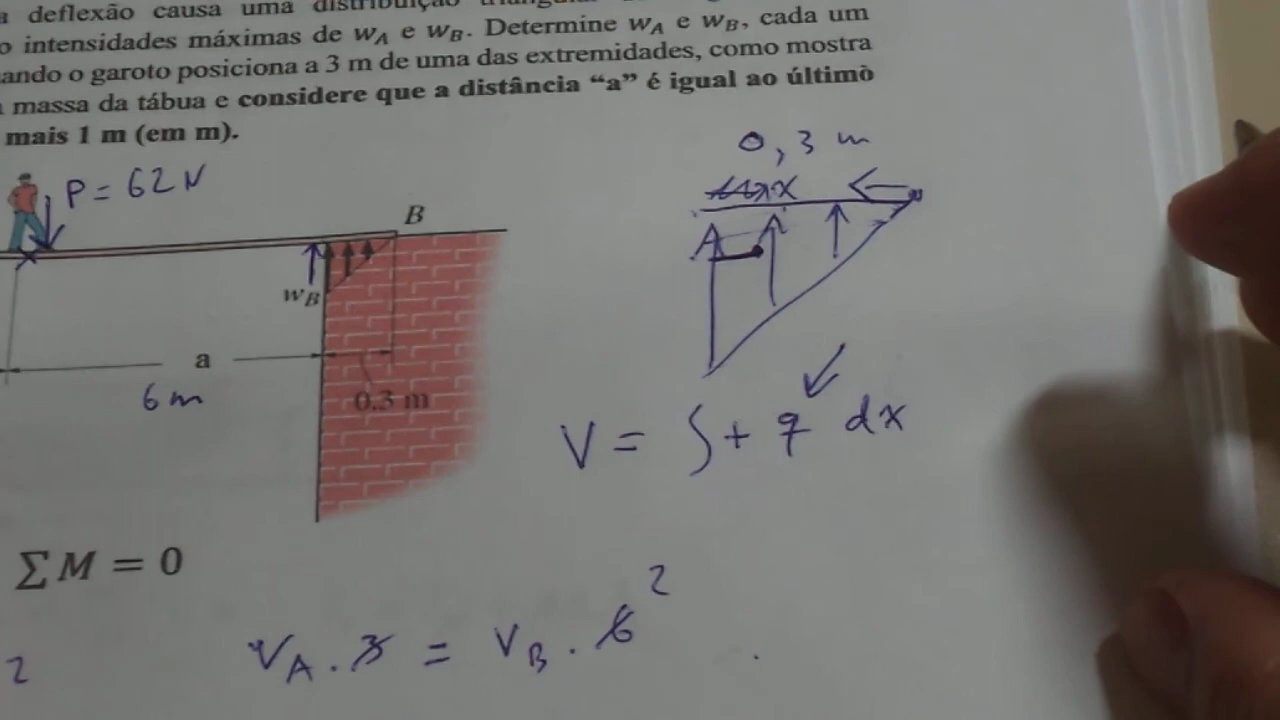 a deflexão causa uma distribuição
o intensidades máximas de wA e wB. Determine wA e wB, cada um
ando o garoto posiciona a 3 m de uma das extremidades, como mostra
massa da tábua e considere que a distância “a” é igual ao último
mais 1 m (em m).
0,3 m
P = 62 N
B
A
wB
a
6 m
0.3 m
V = ∫ + q dx
∑M = 0
2
VA . 3 = VB . 6
2